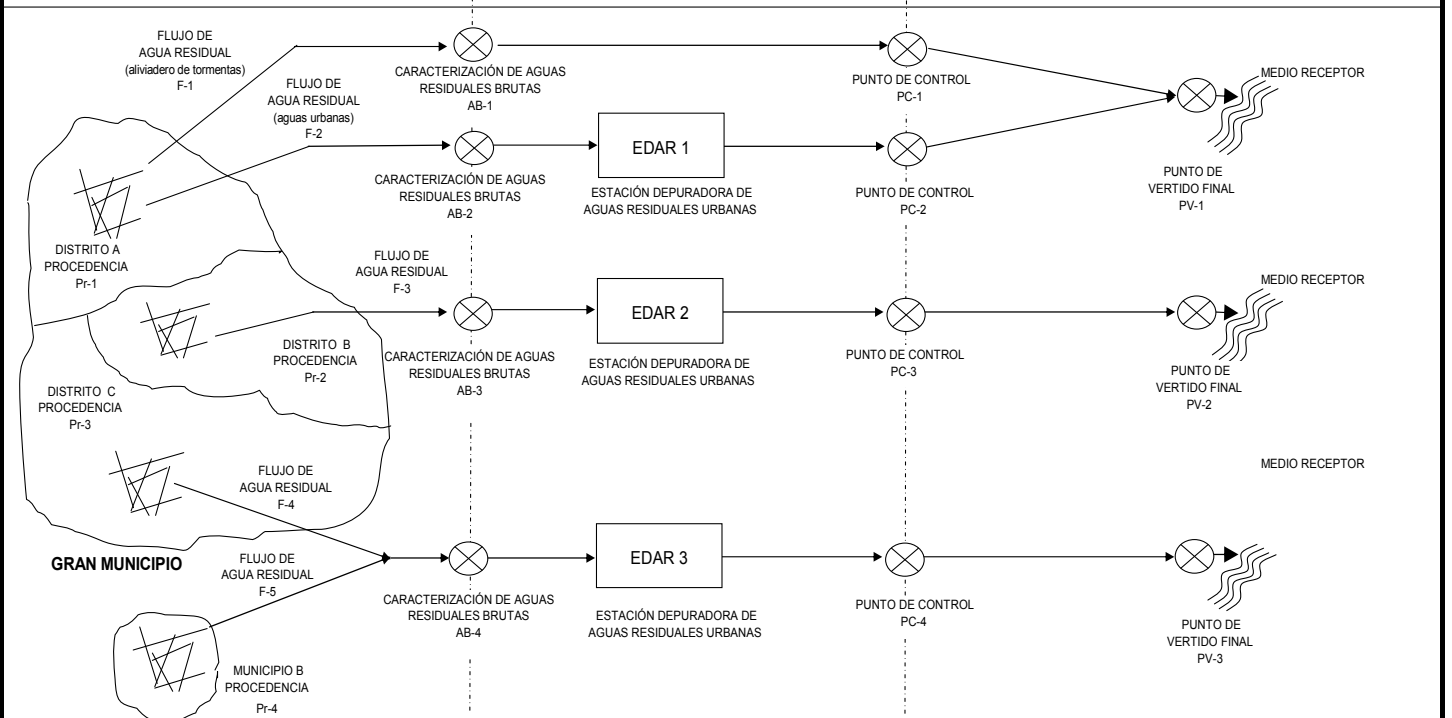 FLUJO DE
AGUA RESIDUAL
(aliviadero de tormentas)
F-1
CARACTERIZACIÓN DE AGUAS
RESIDUALES BRUTAS
AB-1
PUNTO DE CONTROL
PC-1
MEDIO RECEPTOR
FLUJO DE
AGUA RESIDUAL
(aguas urbanas)
F-2
CARACTERIZACIÓN DE AGUAS
RESIDUALES BRUTAS
AB-2
EDAR 1
ESTACIÓN DEPURADORA DE
AGUAS RESIDUALES URBANAS
PUNTO DE CONTROL
PC-2
PUNTO DE
VERTIDO FINAL
PV-1
DISTRITO A
PROCEDENCIA
Pr-1
FLUJO DE
AGUA RESIDUAL
F-3
DISTRITO B
PROCEDENCIA
Pr-2
CARACTERIZACIÓN DE AGUAS
RESIDUALES BRUTAS
AB-3
EDAR 2
ESTACIÓN DEPURADORA DE
AGUAS RESIDUALES URBANAS
PUNTO DE CONTROL
PC-3
MEDIO RECEPTOR
PUNTO DE
VERTIDO FINAL
PV-2
DISTRITO C
PROCEDENCIA
Pr-3
FLUJO DE
AGUA RESIDUAL
F-4
MEDIO RECEPTOR
GRAN MUNICIPIO
FLUJO DE
AGUA RESIDUAL
F-5
CARACTERIZACIÓN DE AGUAS
RESIDUALES BRUTAS
AB-4
EDAR 3
ESTACIÓN DEPURADORA DE
AGUAS RESIDUALES URBANAS
PUNTO DE CONTROL
PC-4
PUNTO DE
VERTIDO FINAL
PV-3
MUNICIPIO B
PROCEDENCIA
Pr-4